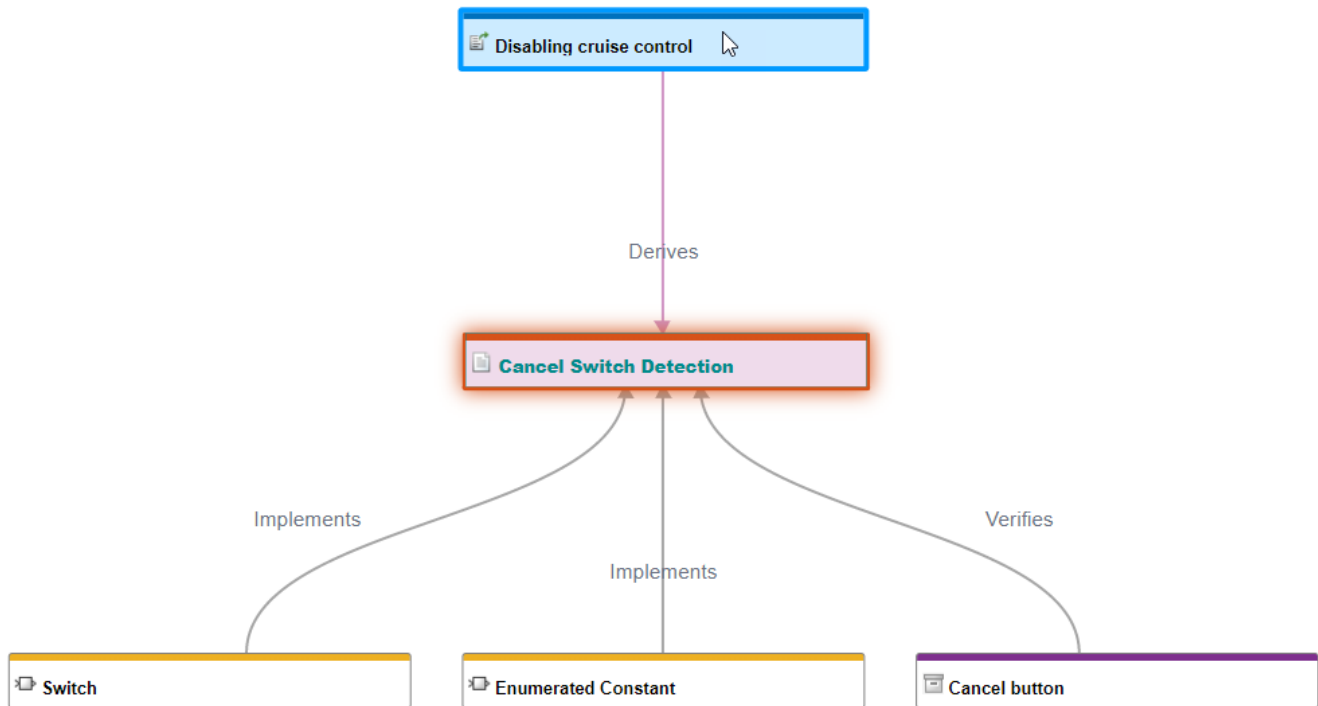 Disabling cruise control
Derives
Cancel Switch Detection
Implements
Verifies
Implements
Switch
Enumerated Constant
Cancel button